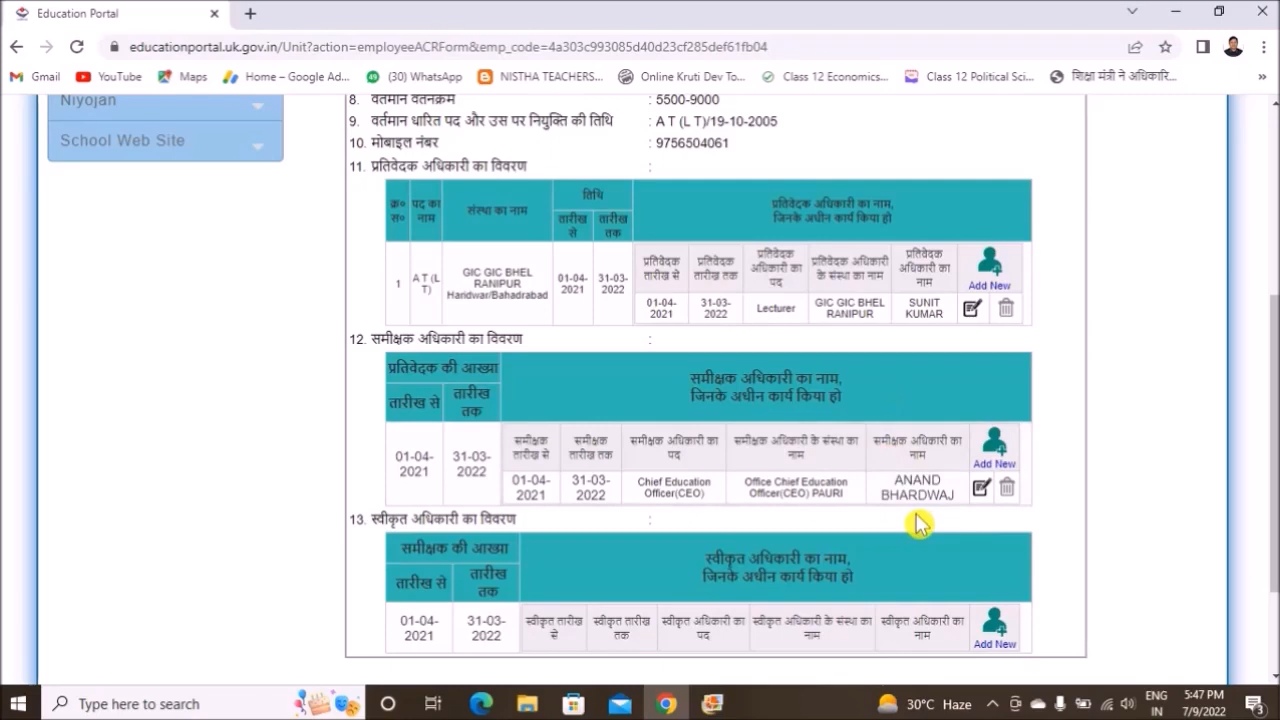 Education Portal
educationportal.uk.gov.in/Unit?action=employeeACRForm&emp_code=4a303c993085d40d23cf285def61fb04
Gmail YouTube Maps Home – Google Ad... (30) WhatsApp NISTHA TEACHERS... Online Kruti Dev To... Class 12 Economics... Class 12 Political Sci... शिक्षा मंत्री ने अधिकारि... »
Niyojan
School Web Site
8. वर्तमान वेतनक्रम : 5500-9000
9. वर्तमान धारित पद और उस पर नियुक्ति की तिथि : A T (L T)/19-10-2005
10. मोबाइल नंबर : 9756504061
11. प्रतिवेदक अधिकारी का विवरण :
क्र० स० पद का नाम संस्था का नाम तिथि प्रतिवेदक अधिकारी का नाम,
जिनके अधीन कार्य किया हो
तारीख से तारीख तक
1 A T (L T) GIC GIC BHEL RANIPUR Haridwar/Bahadrabad 01-04-2021 31-03-2022
प्रतिवेदक तारीख से प्रतिवेदक तारीख तक प्रतिवेदक अधिकारी का पद प्रतिवेदक अधिकारी के संस्था का नाम प्रतिवेदक अधिकारी का नाम Add New
01-04-2021 31-03-2022 Lecturer GIC GIC BHEL RANIPUR SUNIT KUMAR
12. समीक्षक अधिकारी का विवरण :
प्रतिवेदक की आख्या समीक्षक अधिकारी का नाम,
जिनके अधीन कार्य किया हो
तारीख से तारीख तक
01-04-2021 31-03-2022
समीक्षक तारीख से समीक्षक तारीख तक समीक्षक अधिकारी का पद समीक्षक अधिकारी के संस्था का नाम समीक्षक अधिकारी का नाम Add New
01-04-2021 31-03-2022 Chief Education Officer(CEO) Office Chief Education Officer(CEO) PAURI ANAND BHARDWAJ
13. स्वीकृत अधिकारी का विवरण :
समीक्षक की आख्या स्वीकृत अधिकारी का नाम,
जिनके अधीन कार्य किया हो
तारीख से तारीख तक
01-04-2021 31-03-2022 स्वीकृत तारीख से स्वीकृत तारीख तक स्वीकृत अधिकारी का पद स्वीकृत अधिकारी के संस्था का नाम स्वीकृत अधिकारी का नाम Add New
Type here to search 30°C Haze ENG IN 5:47 PM 7/9/2022 3